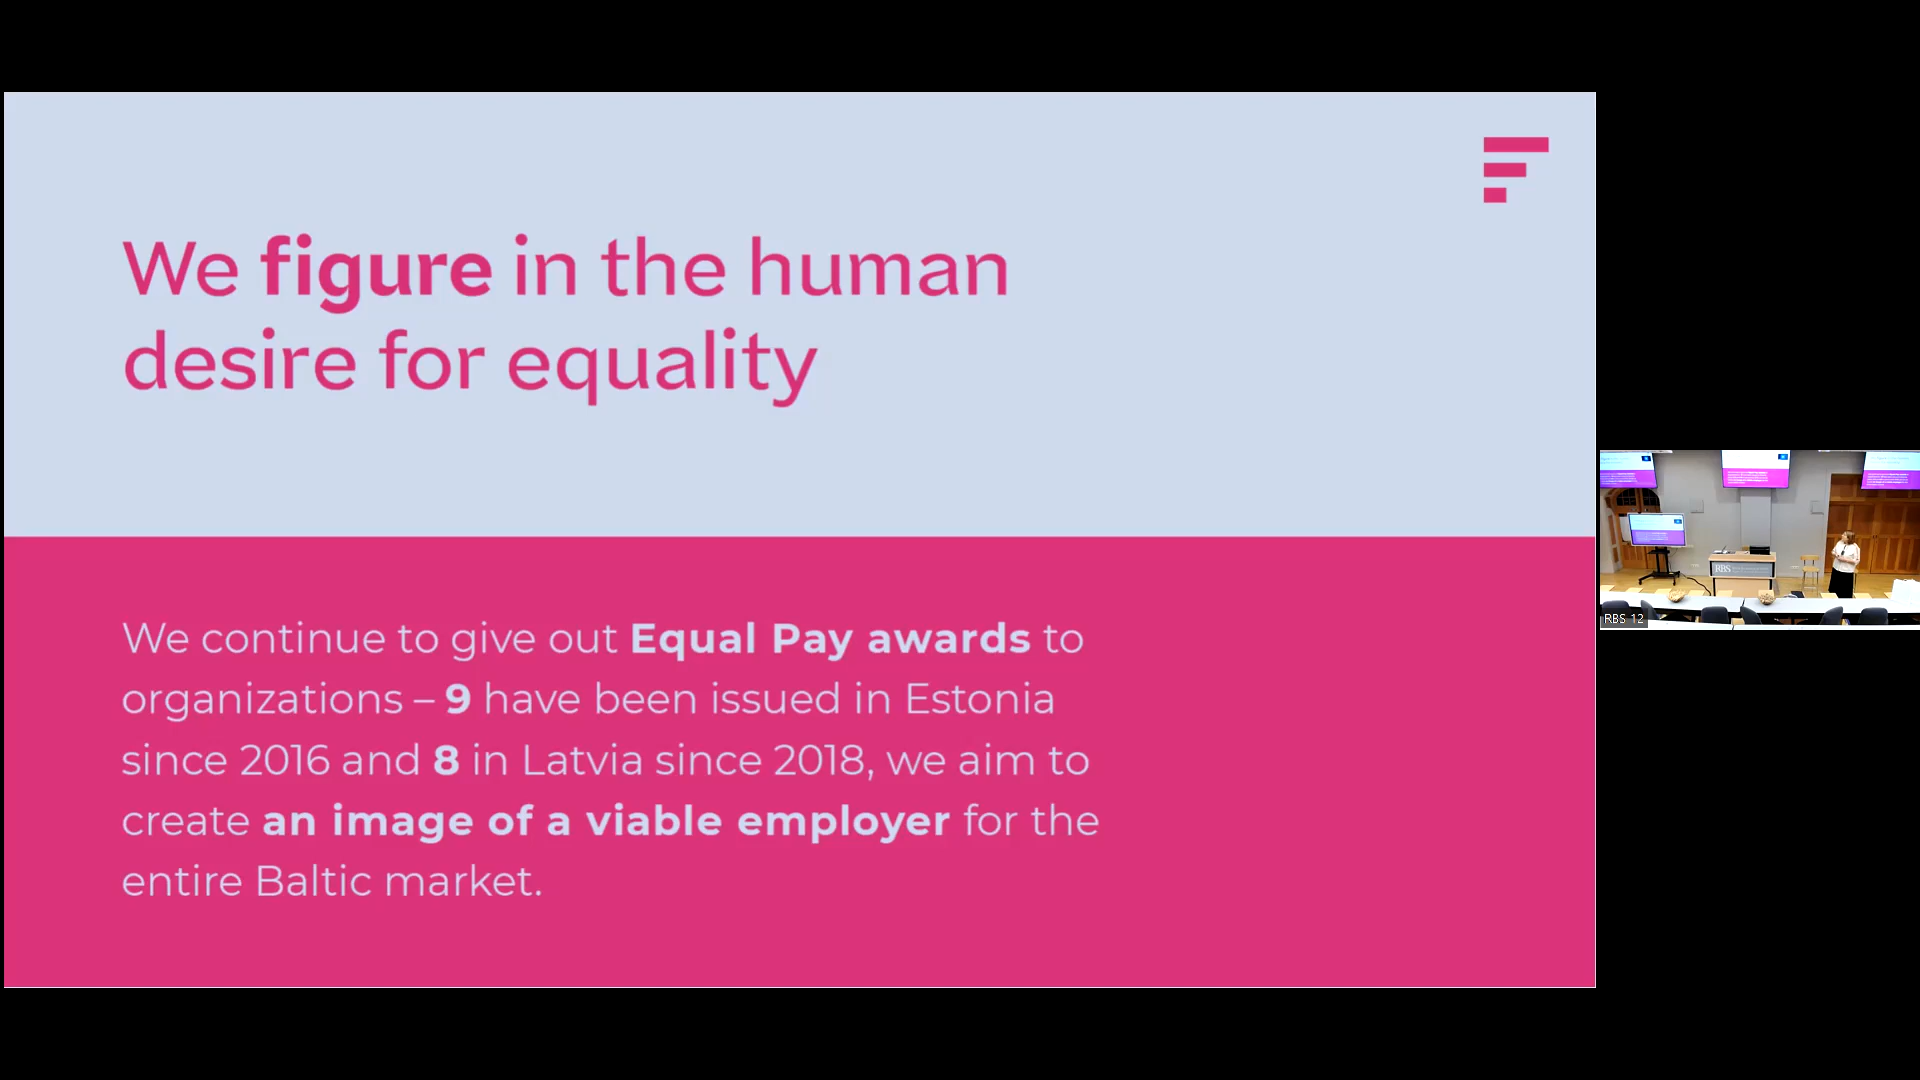 We figure in the human
desire for equality
We continue to give out Equal Pay awards to
organizations – 9 have been issued in Estonia
since 2016 and 8 in Latvia since 2018, we aim to
create an image of a viable employer for the
entire Baltic market.
RBS
RBS 12